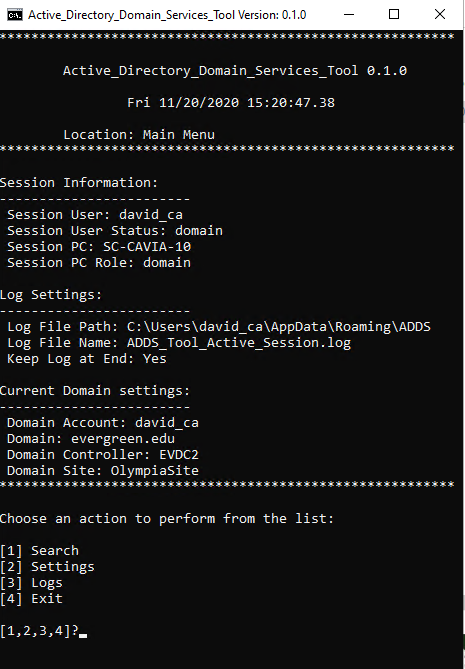 Active_Directory_Domain_Services_Tool Version: 0.1.0
*********************************************************
Active_Directory_Domain_Services_Tool 0.1.0
Fri 11/20/2020 15:20:47.38
Location: Main Menu
*********************************************************
Session Information:
------------------------
Session User: david_ca
Session User Status: domain
Session PC: SC-CAVIA-10
Session PC Role: domain
Log Settings:
------------------------
Log File Path: C:\Users\david_ca\AppData\Roaming\ADDS
Log File Name: ADDS_Tool_Active_Session.log
Keep Log at End: Yes
Current Domain settings:
------------------------
Domain Account: david_ca
Domain: evergreen.edu
Domain Controller: EVDC2
Domain Site: OlympiaSite
*********************************************************
Choose an action to perform from the list:
[1] Search
[2] Settings
[3] Logs
[4] Exit
[1,2,3,4]?